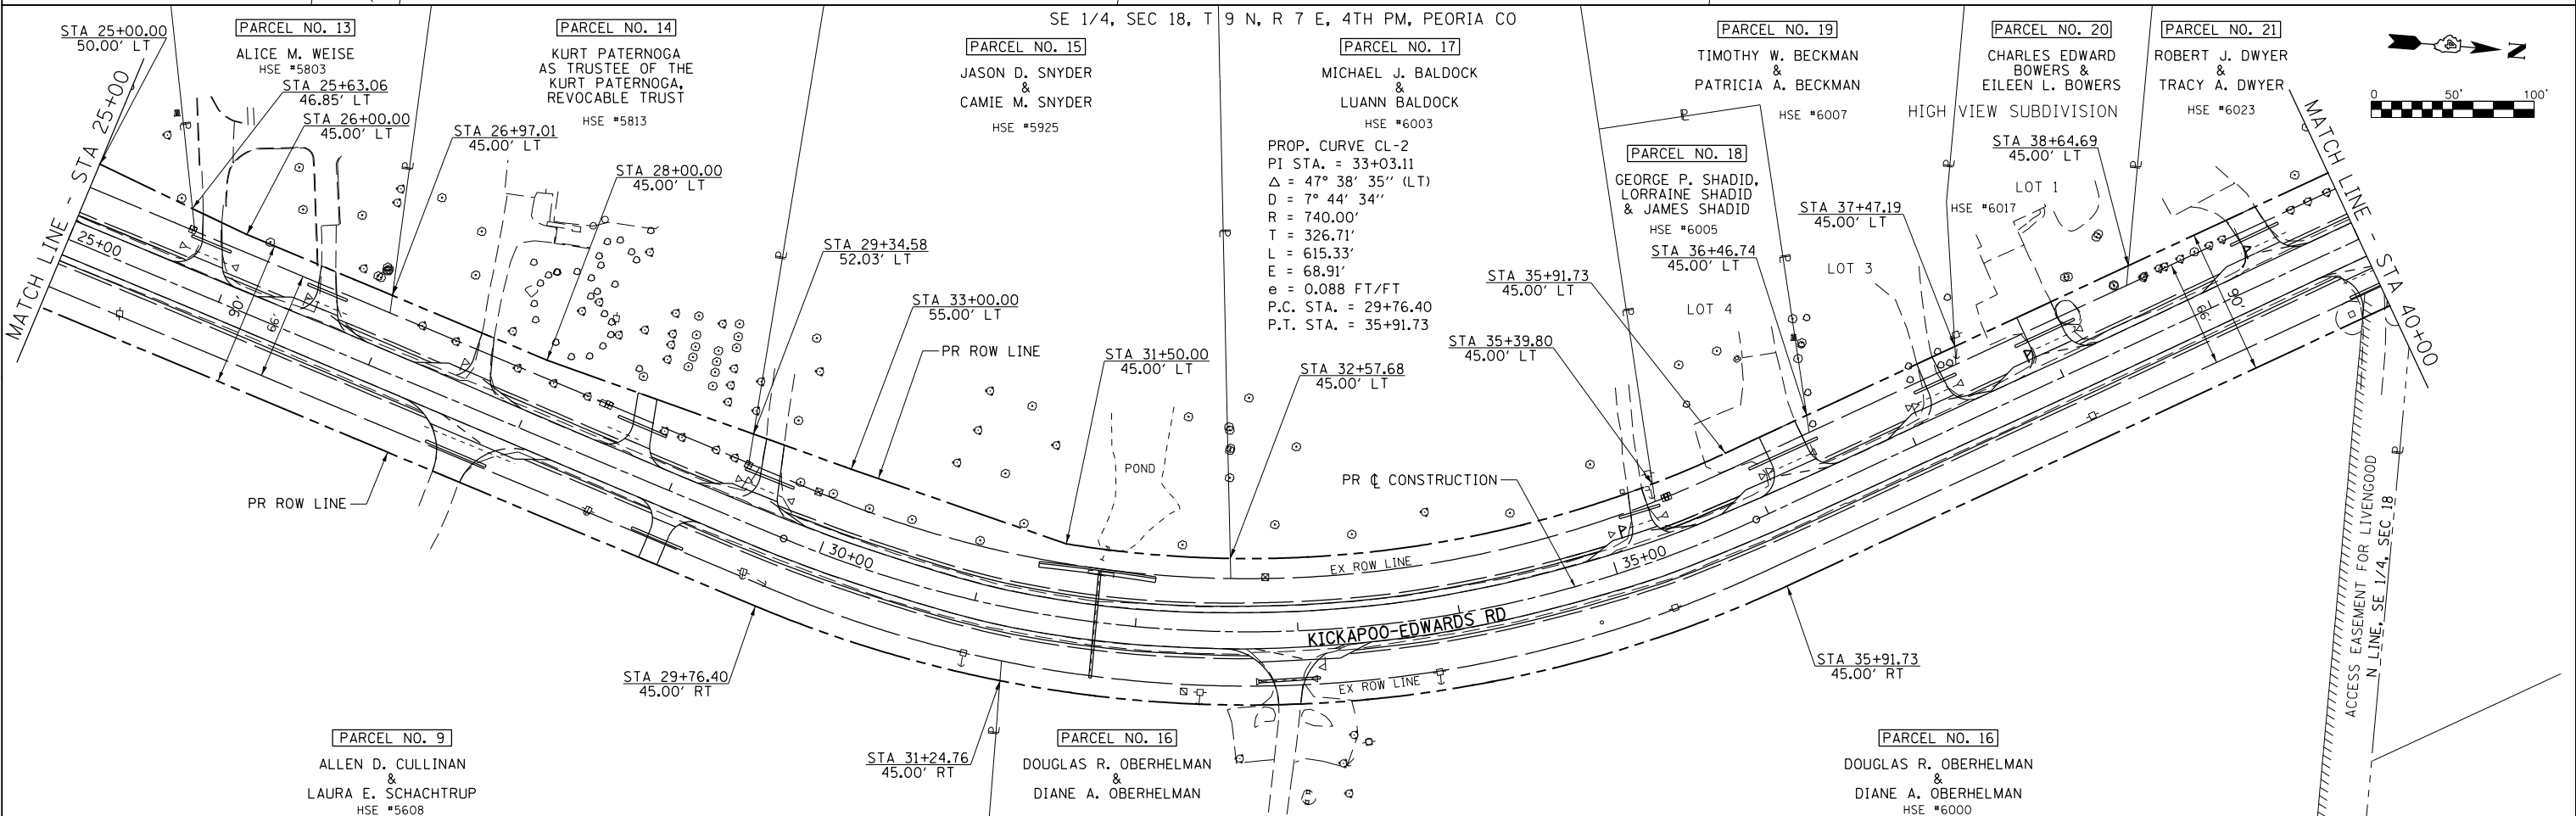 SE 1/4, SEC 18, T 9 N, R 7 E, 4TH PM, PEORIA CO
STA 25+00.00
50.00' LT
MATCH LINE - STA 25+00
PARCEL NO. 13
ALICE M. WEISE
HSE #5803
STA 25+63.06
46.85' LT
STA 26+00.00
45.00' LT
PARCEL NO. 14
KURT PATERNOGA
AS TRUSTEE OF THE
KURT PATERNOGA,
REVOCABLE TRUST
HSE #5813
STA 26+97.01
45.00' LT
STA 28+00.00
45.00' LT
PARCEL NO. 15
JASON D. SNYDER
&
CAMIE M. SNYDER
HSE #5925
STA 29+34.58
52.03' LT
STA 33+00.00
55.00' LT
PR ROW LINE
STA 31+50.00
45.00' LT
POND
PARCEL NO. 17
MICHAEL J. BALDOCK
&
LUANN BALDOCK
HSE #6003
PROP. CURVE CL-2
PI STA. = 33+03.11
Δ = 47° 38' 35'' (LT)
D = 7° 44' 34''
R = 740.00'
T = 326.71'
L = 615.33'
E = 68.91'
e = 0.088 FT/FT
P.C. STA. = 29+76.40
P.T. STA. = 35+91.73
STA 32+57.68
45.00' LT
PARCEL NO. 19
TIMOTHY W. BECKMAN
&
PATRICIA A. BECKMAN
HSE #6007
PARCEL NO. 18
GEORGE P. SHADID,
LORRAINE SHADID
& JAMES SHADID
HSE #6005
STA 36+46.74
45.00' LT
STA 35+91.73
45.00' LT
STA 35+39.80
45.00' LT
LOT 4
PR ℄ CONSTRUCTION
PARCEL NO. 20
CHARLES EDWARD
BOWERS &
EILEEN L. BOWERS
HIGH VIEW SUBDIVISION
STA 38+64.69
45.00' LT
LOT 1
HSE #6017
STA 37+47.19
45.00' LT
LOT 3
PARCEL NO. 21
ROBERT J. DWYER
&
TRACY A. DWYER
HSE #6023
N
0 50' 100'
MATCH LINE - STA 40+00
25+00
90'
66'
30+00
35+00
90'
66'
EX ROW LINE
KICKAPOO-EDWARDS RD
EX ROW LINE
PR ROW LINE
STA 29+76.40
45.00' RT
STA 31+24.76
45.00' RT
STA 35+91.73
45.00' RT
PARCEL NO. 9
ALLEN D. CULLINAN
&
LAURA E. SCHACHTRUP
HSE #5608
PARCEL NO. 16
DOUGLAS R. OBERHELMAN
&
DIANE A. OBERHELMAN
PARCEL NO. 16
DOUGLAS R. OBERHELMAN
&
DIANE A. OBERHELMAN
HSE #6000
ACCESS EASEMENT FOR LIVENGOOD
N LINE, SE 1/4, SEC 18